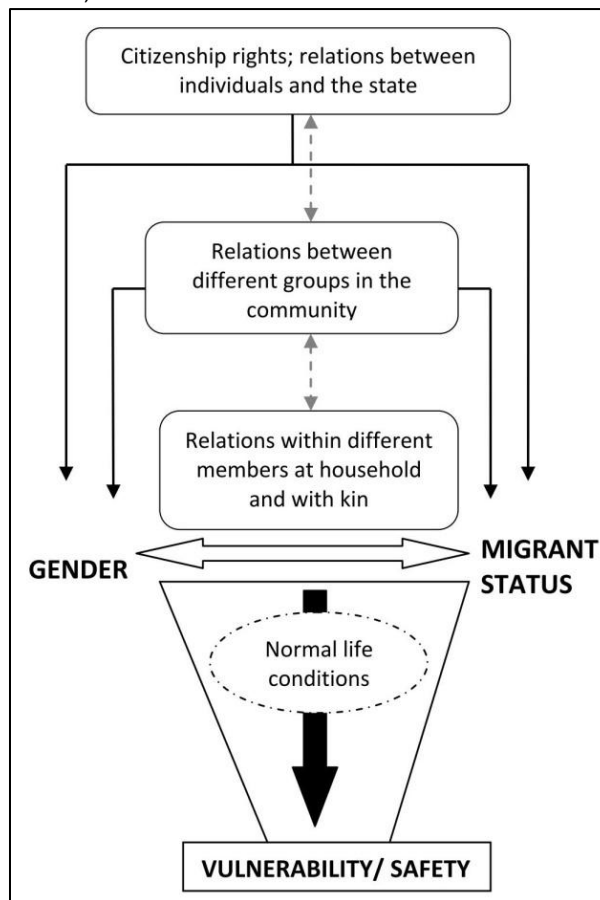 Citizenship rights; relations between
individuals and the state
Relations between
different groups in the
community
Relations within different
members at household
and with kin
GENDER
MIGRANT
STATUS
Normal life
conditions
VULNERABILITY/ SAFETY